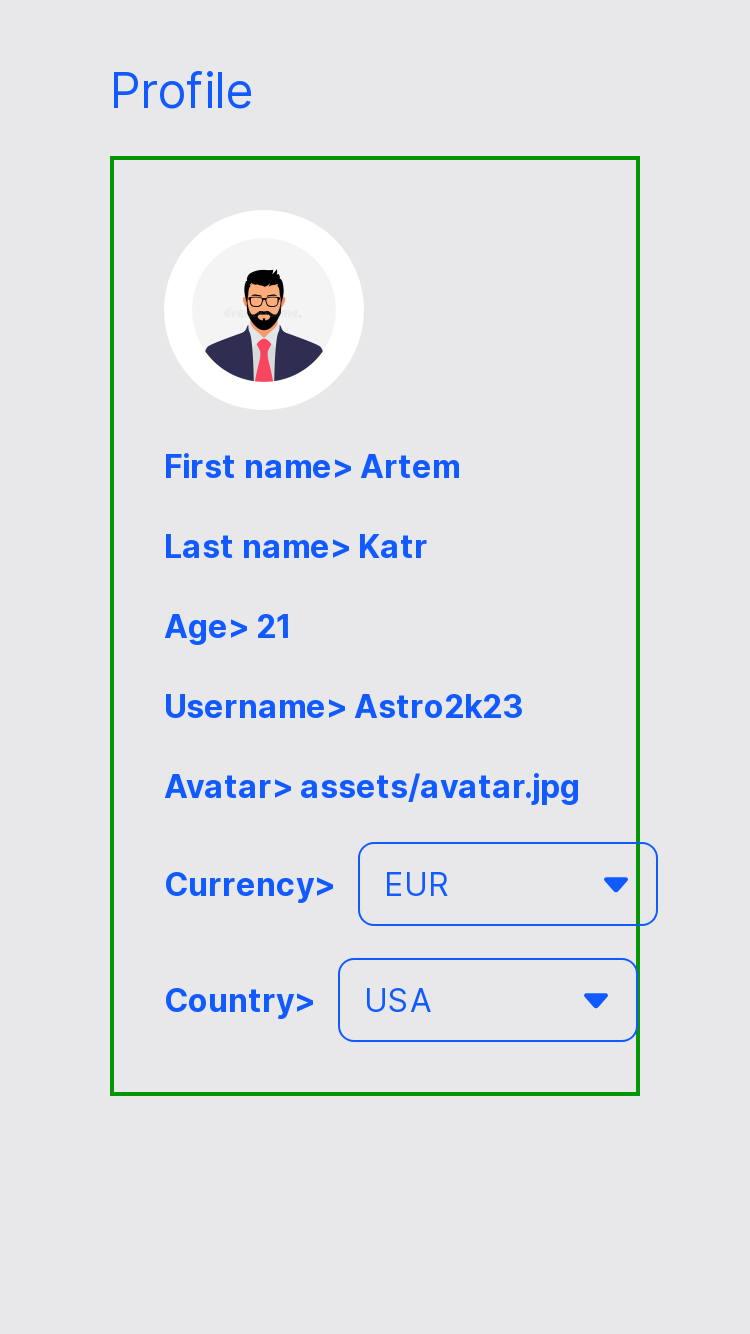 Profile
First name> Artem
Last name> Katr
Age> 21
Username> Astro2k23
Avatar> assets/avatar.jpg
Currency> EUR
Country> USA